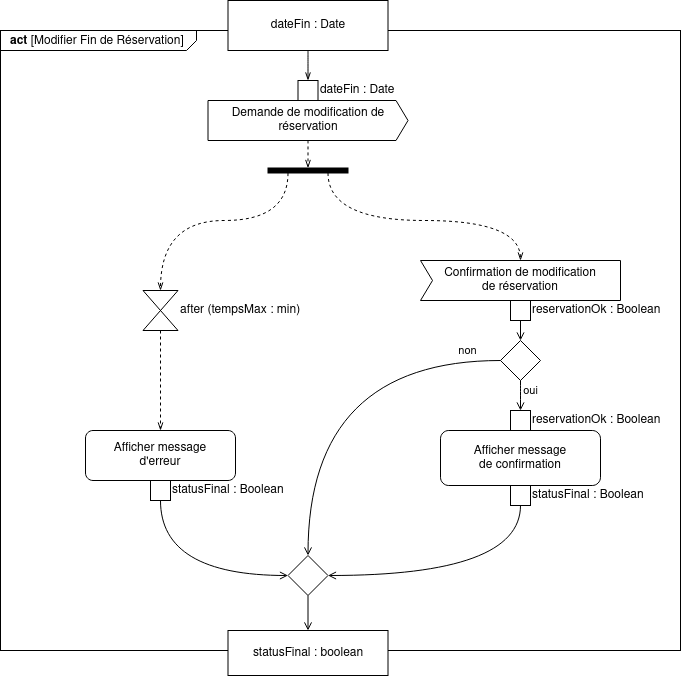 dateFin : Date
act [Modifier Fin de Réservation]
dateFin : Date
Demande de modification de
réservation
Confirmation de modification
de réservation
after (tempsMax : min)
reservationOk : Boolean
non
oui
reservationOk : Boolean
Afficher message
d'erreur
Afficher message
de confirmation
statusFinal : Boolean
statusFinal : Boolean
statusFinal : boolean